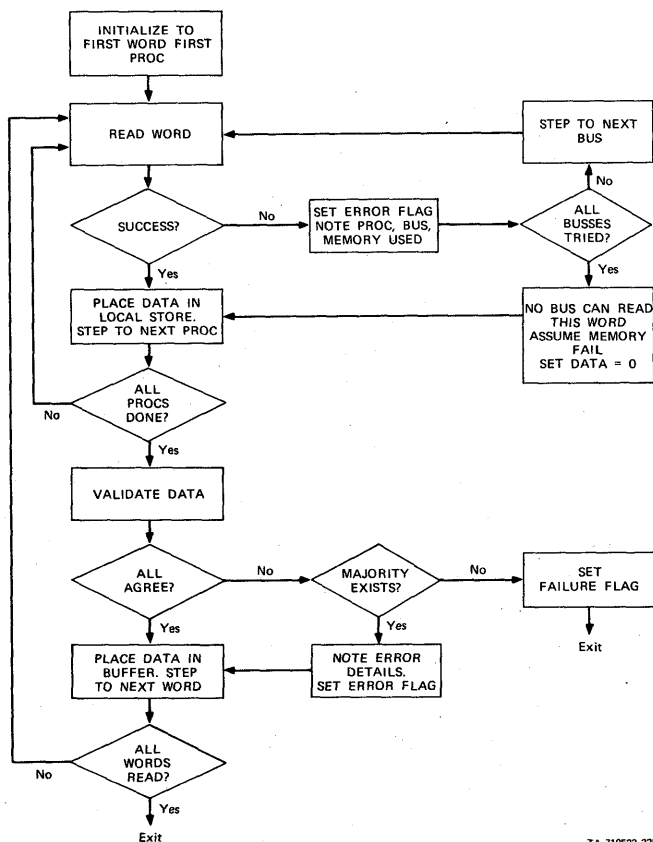 INITIALIZE TO
FIRST WORD FIRST
PROC
READ WORD
STEP TO NEXT
BUS
No
SUCCESS?
No
SET ERROR FLAG
NOTE PROC, BUS,
MEMORY USED
ALL
BUSSES
TRIED?
Yes
Yes
PLACE DATA IN
LOCAL STORE.
STEP TO NEXT PROC
NO BUS CAN READ
THIS WORD
ASSUME MEMORY
FAIL
SET DATA = 0
ALL
PROCS
DONE?
No
Yes
VALIDATE DATA
ALL
AGREE?
No
MAJORITY
EXISTS?
No
SET
FAILURE FLAG
Yes
Yes
Exit
PLACE DATA IN
BUFFER. STEP
TO NEXT WORD
NOTE ERROR
DETAILS.
SET ERROR FLAG
ALL
WORDS
READ?
No
Yes
Exit